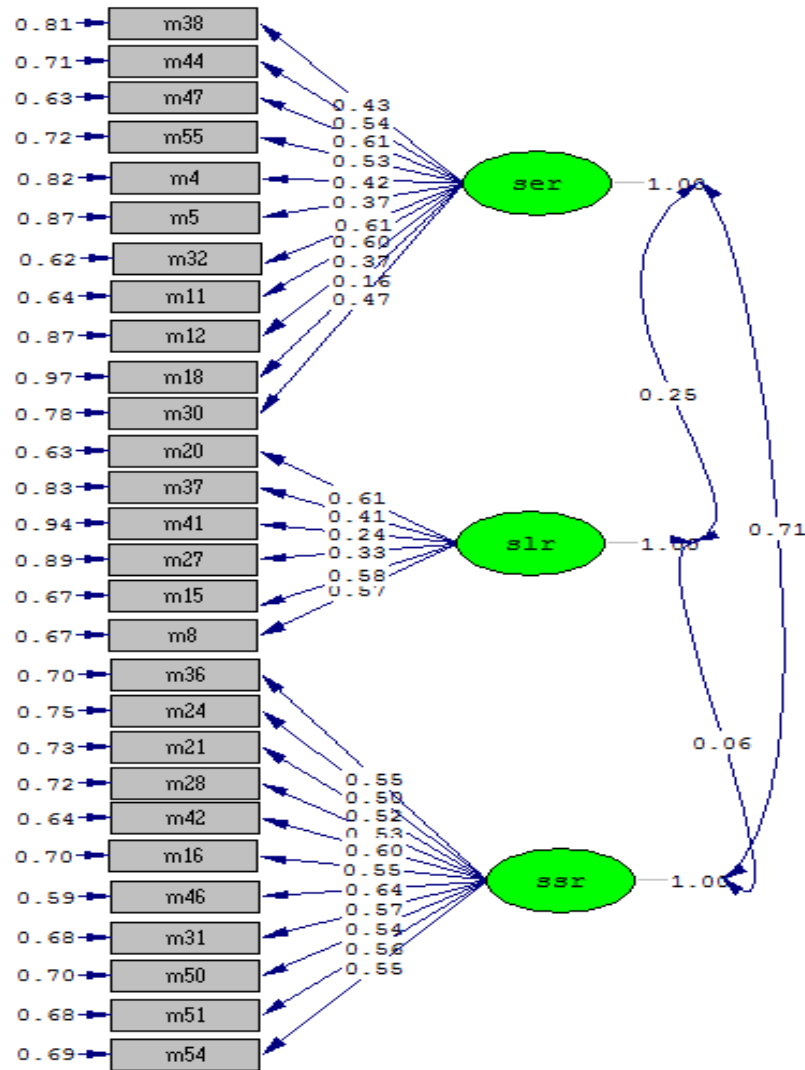 0.81 m38
0.71 m44
0.63 m47
0.72 m55
0.82 m4
0.87 m5
0.62 m32
0.64 m11
0.87 m12
0.97 m18
0.78 m30
0.63 m20
0.83 m37
0.94 m41
0.89 m27
0.67 m15
0.67 m8
0.70 m36
0.75 m24
0.73 m21
0.72 m28
0.64 m42
0.70 m16
0.59 m46
0.68 m31
0.70 m50
0.68 m51
0.69 m54
0.43
0.54
0.61
0.53
0.42
0.37
0.61
0.60
0.37
0.16
0.47
0.61
0.41
0.24
0.33
0.58
0.57
0.55
0.50
0.52
0.53
0.60
0.55
0.64
0.57
0.54
0.56
0.55
ser 1.00
slr 1.00
ssr 1.00
0.25
0.71
0.06